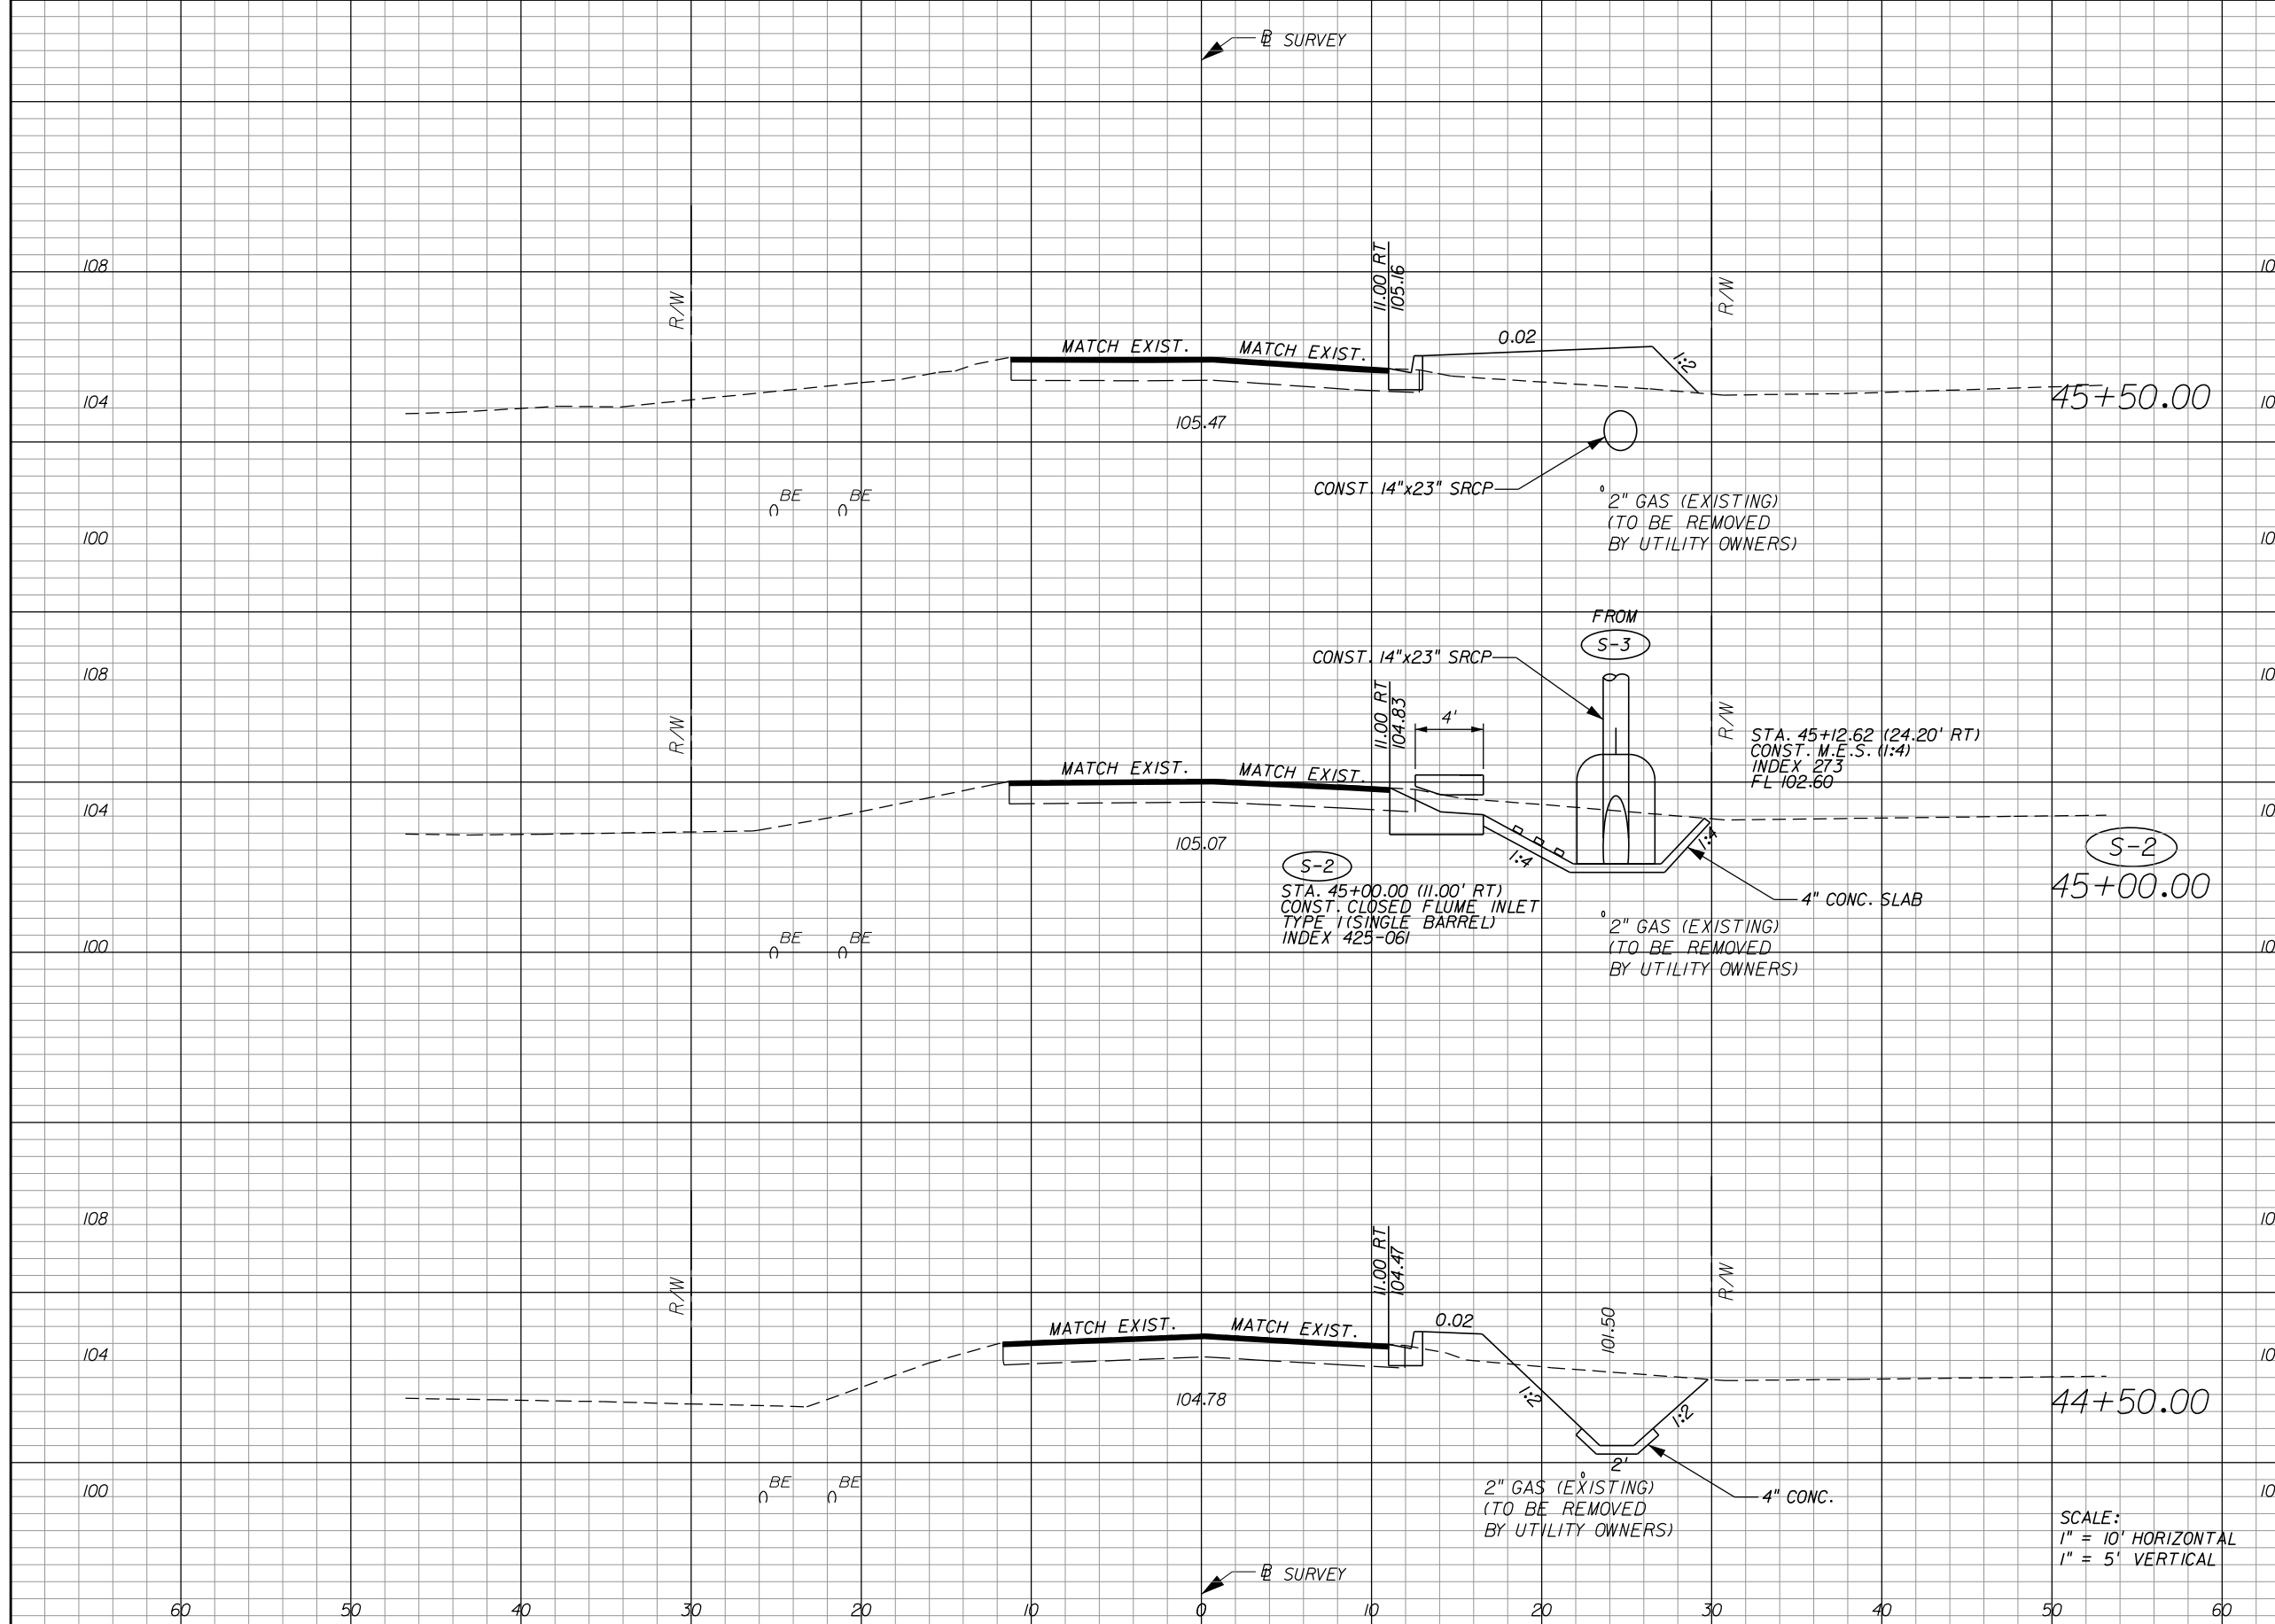 ℄ SURVEY
108
R/W
11.00 RT
105.16
R/W
MATCH EXIST.
MATCH EXIST.
0.02
1:2
104
45+50.00
105.47
CONST. 14"x23" SRCP
BE
BE
2" GAS (EXISTING)
(TO BE REMOVED
BY UTILITY OWNERS)
100
FROM
S-3
CONST. 14"x23" SRCP
108
R/W
11.00 RT
104.83
4'
R/W
STA. 45+12.62 (24.20' RT)
CONST. M.E.S. (1:4)
INDEX 273
FL 102.60
MATCH EXIST.
MATCH EXIST.
104
105.07
1:4
1:4
S-2
45+00.00
S-2
STA. 45+00.00 (11.00' RT)
CONST. CLOSED FLUME INLET
TYPE 1 (SINGLE BARREL)
INDEX 425-061
4" CONC. SLAB
2" GAS (EXISTING)
(TO BE REMOVED
BY UTILITY OWNERS)
BE
BE
100
108
R/W
11.00 RT
104.47
R/W
MATCH EXIST.
MATCH EXIST.
0.02
101.50
104
104.78
1:2
1:2
44+50.00
2'
BE
BE
100
2" GAS (EXISTING)
(TO BE REMOVED
BY UTILITY OWNERS)
4" CONC.
SCALE:
1" = 10' HORIZONTAL
1" = 5' VERTICAL
℄ SURVEY
60 50 40 30 20 10 0 10 20 30 40 50 60